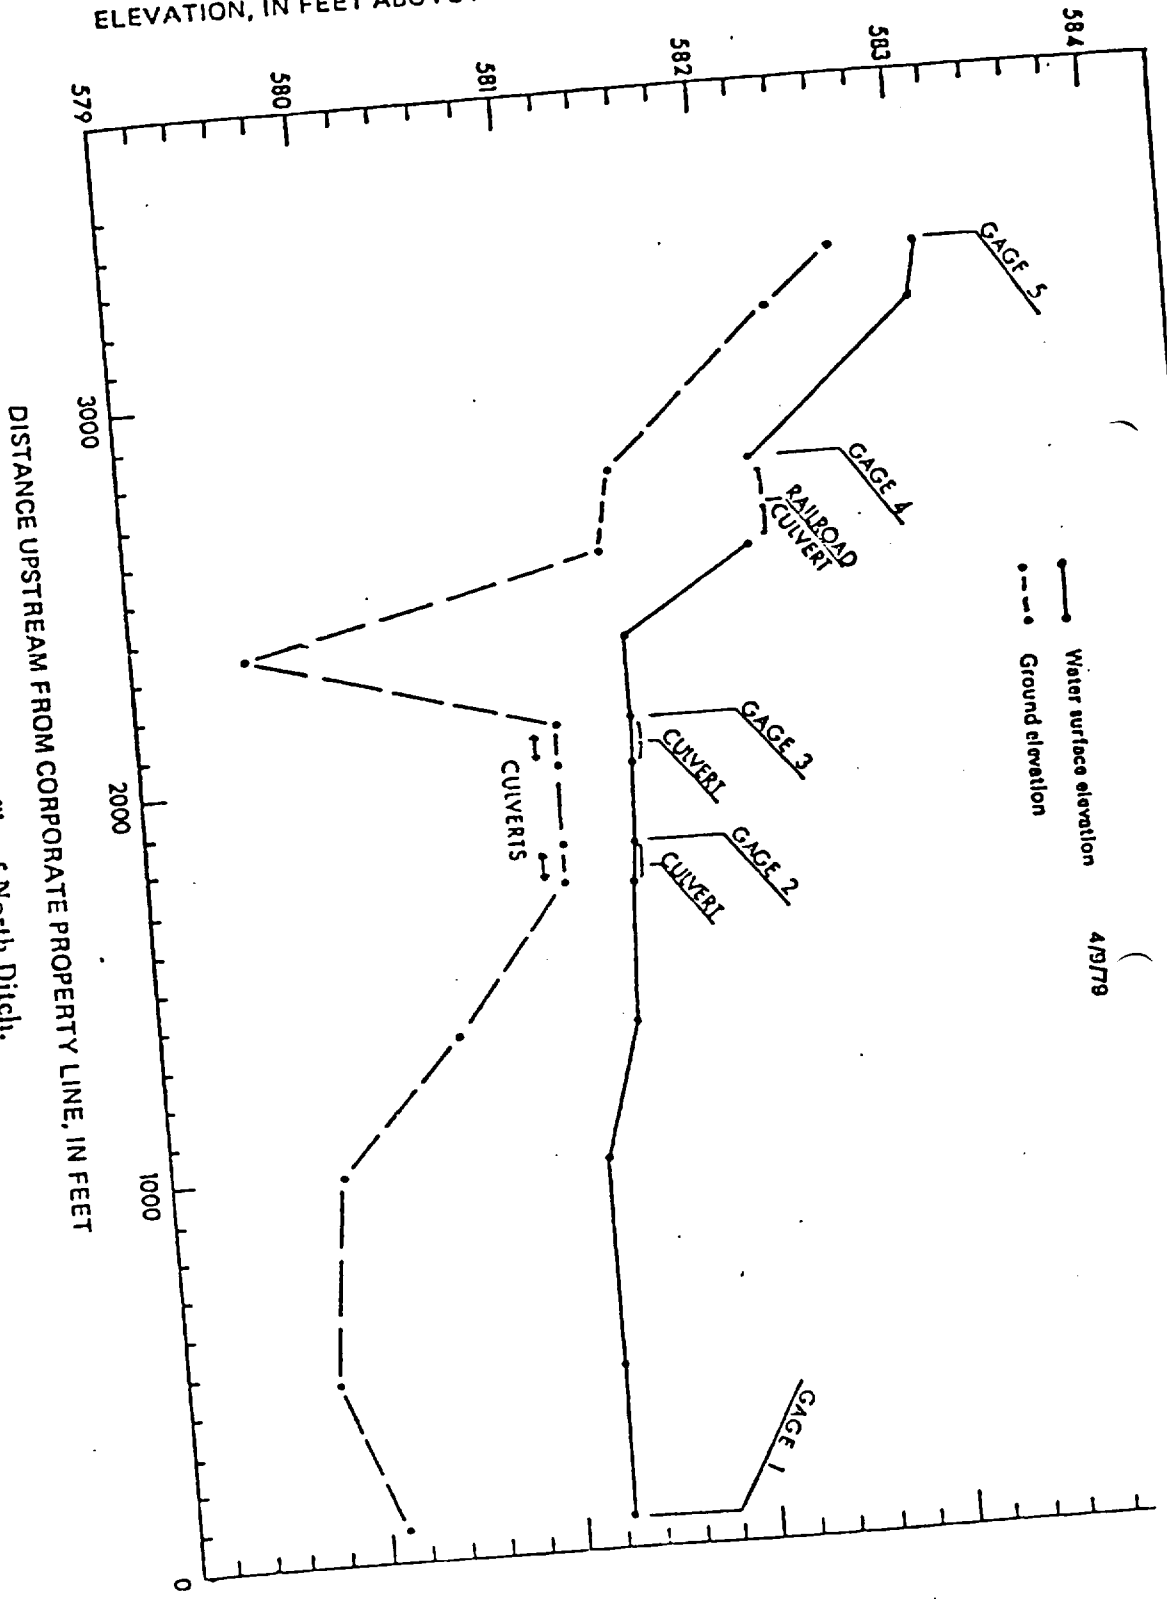 ELEVATION, IN FEET
584
583
582
581
580
579
GAGE 5
GAGE 4
RAILROAD
CULVERT
GAGE 3
CULVERT
GAGE 2
CULVERT
GAGE 1
CULVERTS
Water surface elevation
Ground elevation
4/9/79
3000
2000
1000
0
DISTANCE UPSTREAM FROM CORPORATE PROPERTY LINE, IN FEET
of North Ditch.